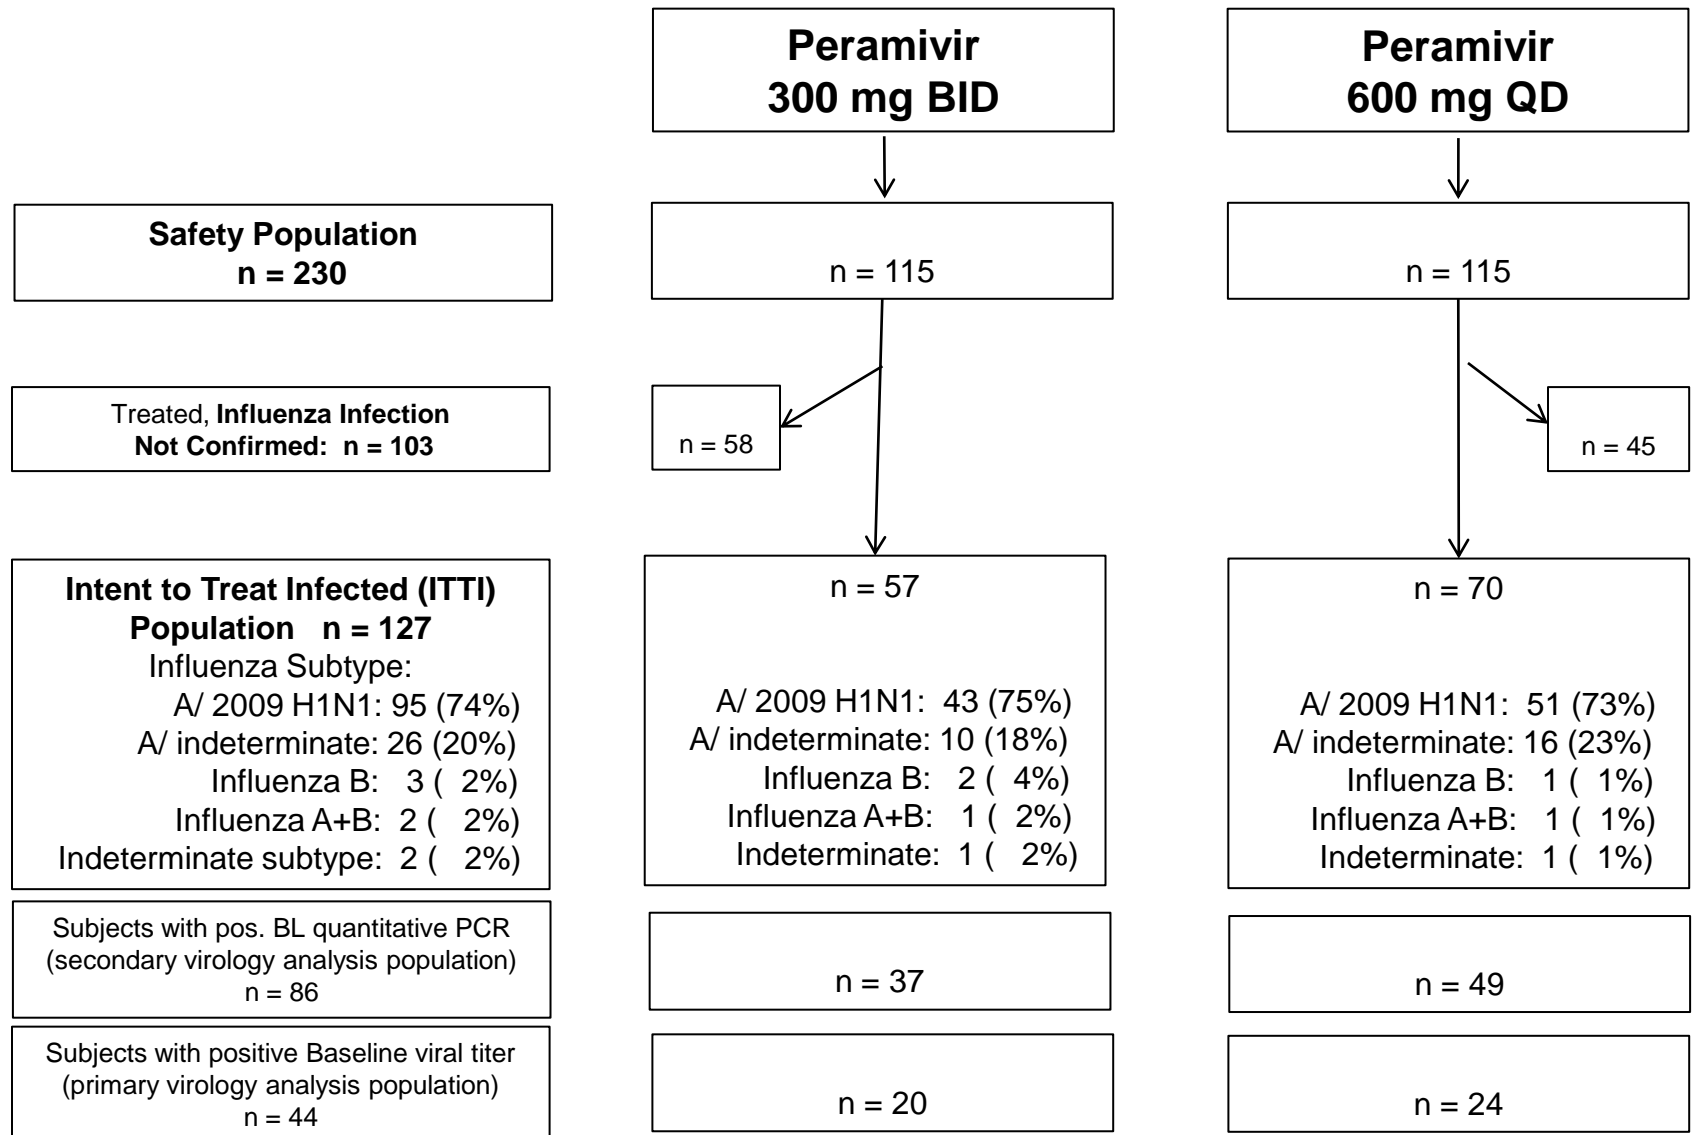 Peramivir
300 mg BID
Peramivir
600 mg QD
Safety Population
n = 230
n = 115
n = 115
Treated, Influenza Infection
Not Confirmed: n = 103
n = 58
n = 45
Intent to Treat Infected (ITTI)
Population n = 127
Influenza Subtype:
A/ 2009 H1N1: 95 (74%)
A/ indeterminate: 26 (20%)
Influenza B: 3 ( 2%)
Influenza A+B: 2 ( 2%)
Indeterminate subtype: 2 ( 2%)
n = 57
A/ 2009 H1N1: 43 (75%)
A/ indeterminate: 10 (18%)
Influenza B: 2 ( 4%)
Influenza A+B: 1 ( 2%)
Indeterminate: 1 ( 2%)
n = 70
A/ 2009 H1N1: 51 (73%)
A/ indeterminate: 16 (23%)
Influenza B: 1 ( 1%)
Influenza A+B: 1 ( 1%)
Indeterminate: 1 ( 1%)
Subjects with pos. BL quantitative PCR
(secondary virology analysis population)
n = 86
n = 37
n = 49
Subjects with positive Baseline viral titer
(primary virology analysis population)
n = 44
n = 20
n = 24